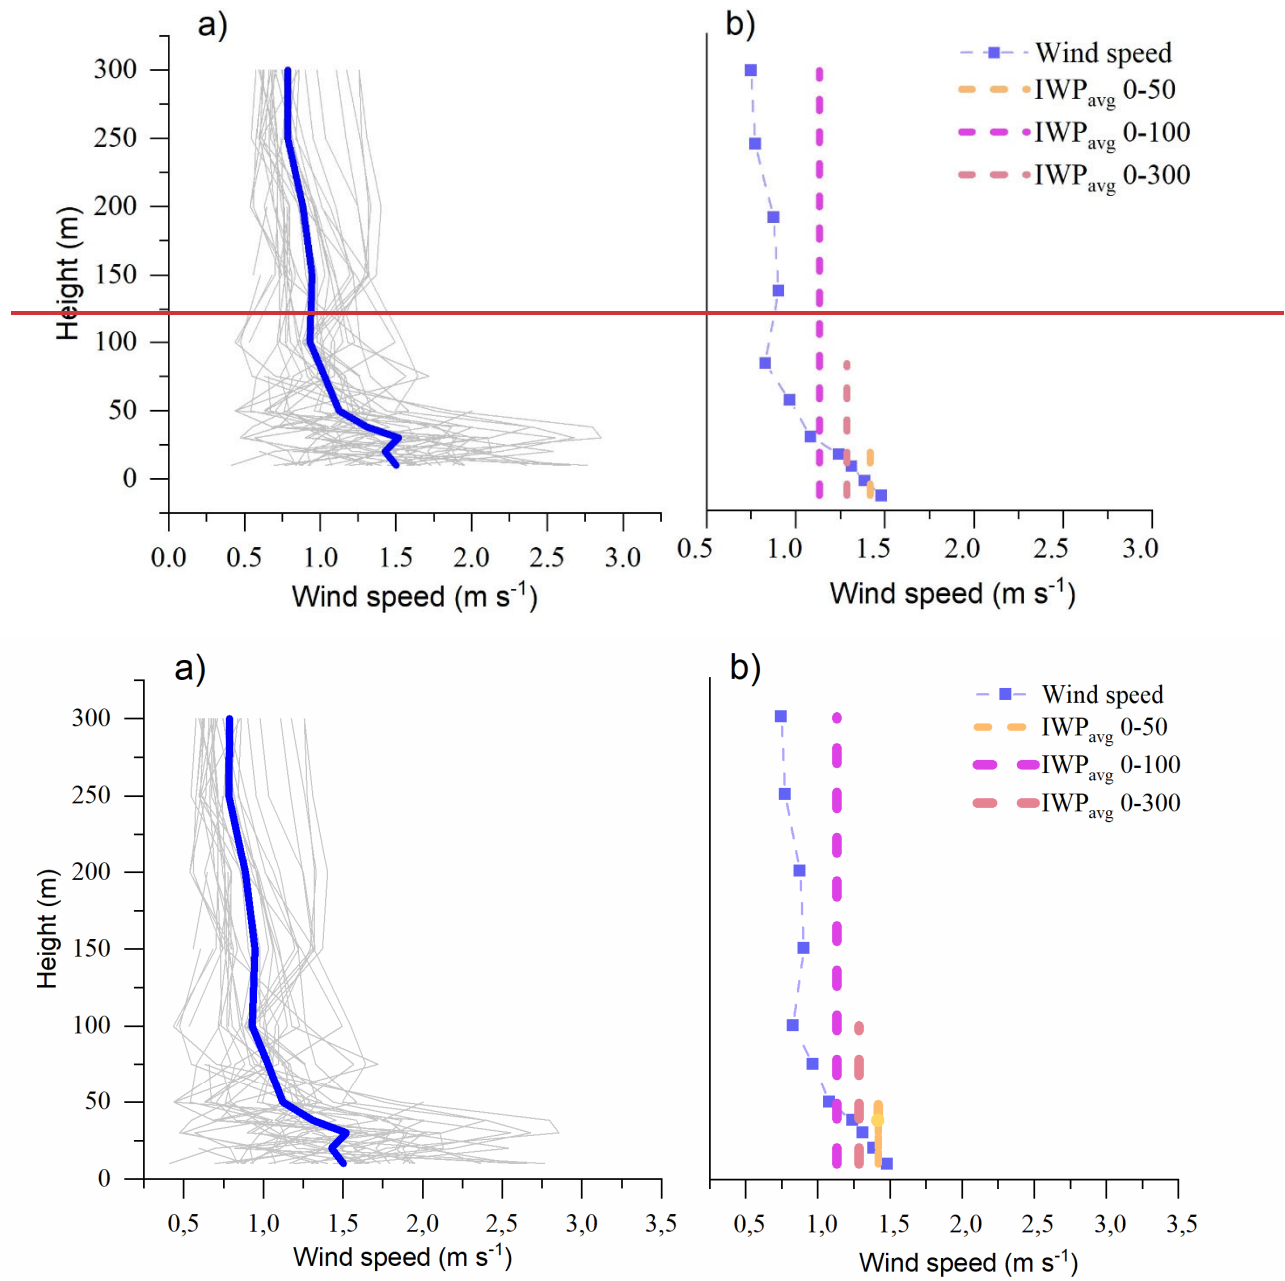 a)
300
250
200
150
100
50
0
Height (m)
0.0 0.5 1.0 1.5 2.0 2.5 3.0
Wind speed (m s-1)
b)
Wind speed
IWPavg 0-50
IWPavg 0-100
IWPavg 0-300
0.5 1.0 1.5 2.0 2.5 3.0
Wind speed (m s-1)
a)
300
250
200
150
100
50
0
Height (m)
0,5 1,0 1,5 2,0 2,5 3,0 3,5
Wind speed (m s-1)
b)
Wind speed
IWPavg 0-50
IWPavg 0-100
IWPavg 0-300
0,5 1,0 1,5 2,0 2,5 3,0 3,5
Wind speed (m s-1)